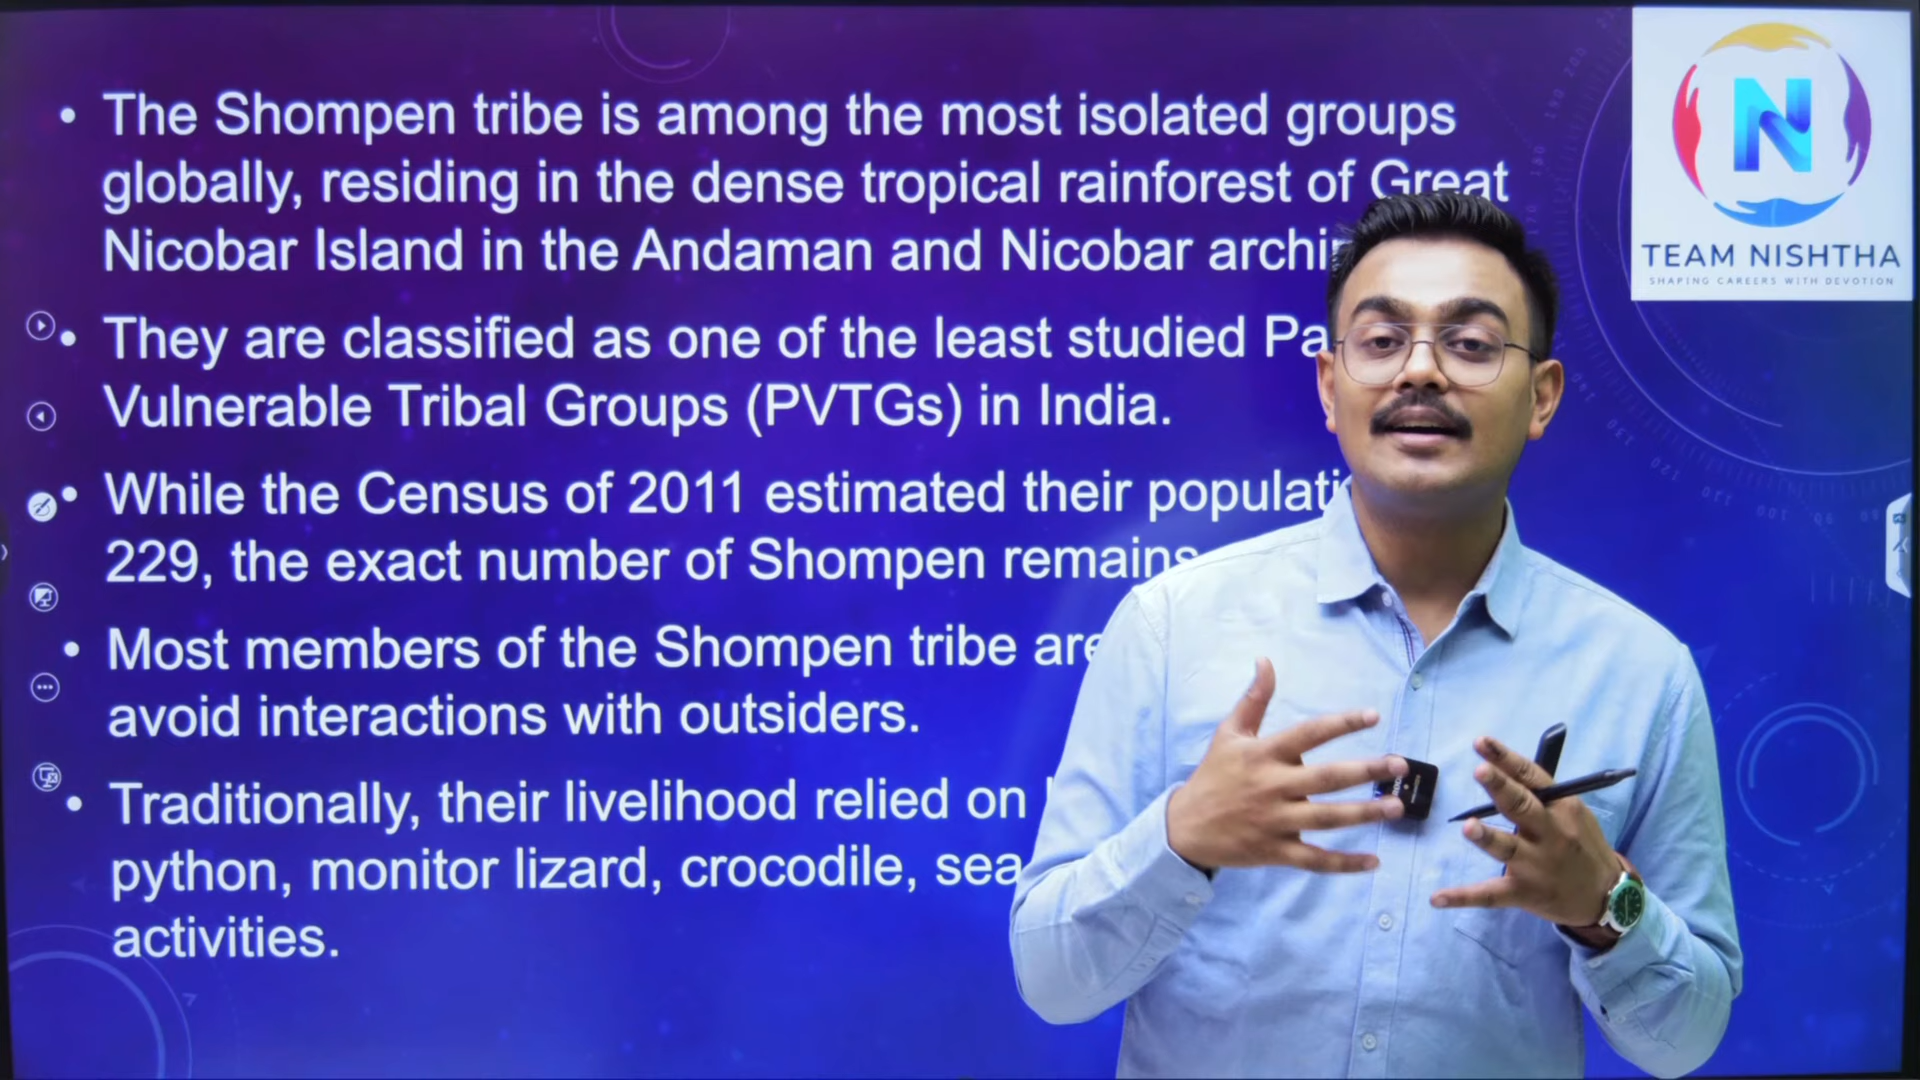 • The Shompen tribe is among the most isolated groups
globally, residing in the dense tropical rainforest of Great
Nicobar Island in the Andaman and Nicobar
• They are classified as one of the least studied
Vulnerable Tribal Groups (PVTGs) in India.
• While the Census of 2011 estimated their
229, the exact number of Shompen remains
• Most members of the Shompen tribe are
avoid interactions with outsiders.
• Traditionally, their livelihood relied on
python, monitor lizard, crocodile, sea
activities.
N
TEAM NISHTHA
SHAPING CAREERS WITH DEVOTION